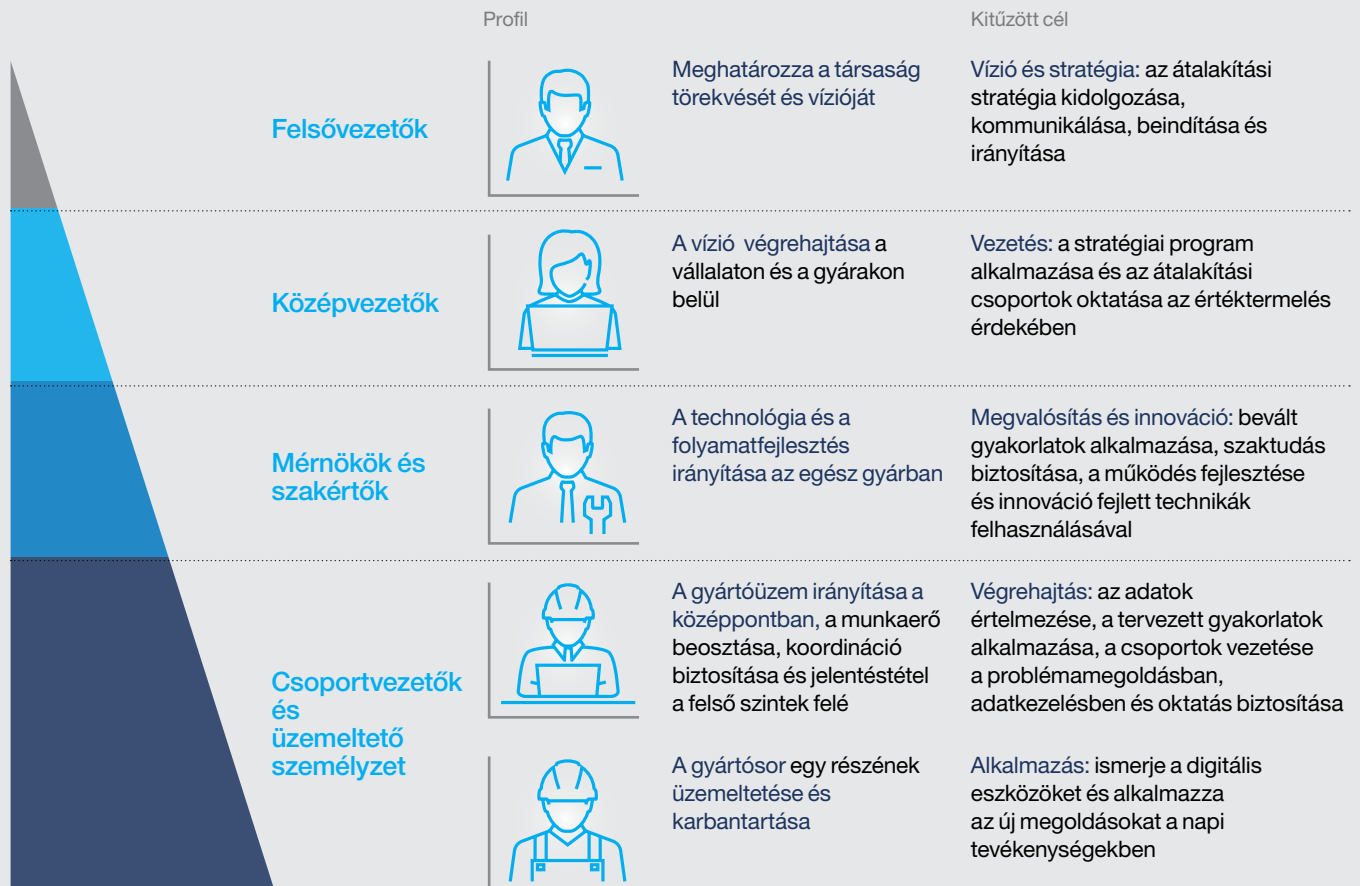 Profil
Kitűzött cél
Felsővezetők
Meghatározza a társaság
törekvését és vízióját
Vízió és stratégia: az átalakítási
stratégia kidolgozása,
kommunikálása, beindítása és
irányítása
Középvezetők
A vízió  végrehajtása a
vállalaton és a gyárakon
belül
Vezetés: a stratégiai program
alkalmazása és az átalakítási
csoportok oktatása az értéktermelés
érdekében
Mérnökök és
szakértők
A technológia és a
folyamatfejlesztés
irányítása az egész gyárban
Megvalósítás és innováció: bevált
gyakorlatok alkalmazása, szaktudás
biztosítása, a működés fejlesztése
és innováció fejlett technikák
felhasználásával
Csoportvezetők
és
üzemeltető
személyzet
A gyártóüzem irányítása a
középpontban, a munkaerő
beosztása, koordináció
biztosítása és jelentéstétel
a felső szintek felé
Végrehajtás: az adatok
értelmezése, a tervezett gyakorlatok
alkalmazása, a csoportok vezetése
a problémamegoldásban,
adatkezelésben és oktatás biztosítása
A gyártósor egy részének
üzemeltetése és
karbantartása
Alkalmazás: ismerje a digitális
eszközöket és alkalmazza
az új megoldásokat a napi
tevékenységekben